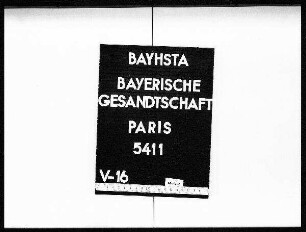 BAYHSTA
BAYERISCHE
GESANDTSCHAFT
PARIS
5411
V-16